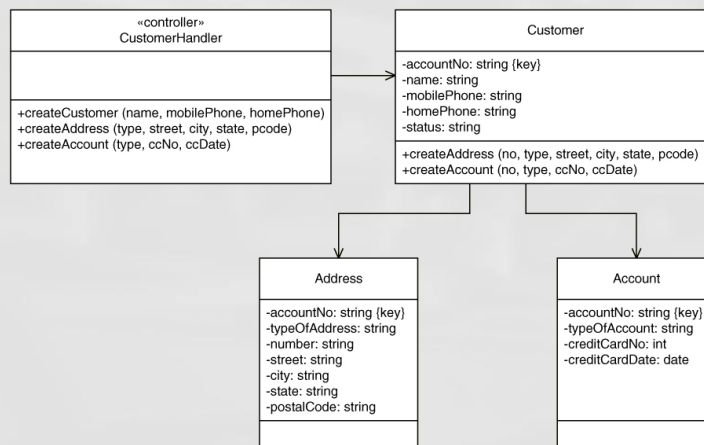 «controller»
CustomerHandler
+createCustomer (name, mobilePhone, homePhone)
+createAddress (type, street, city, state, pcode)
+createAccount (type, ccNo, ccDate)
Customer
-accountNo: string {key}
-name: string
-mobilePhone: string
-homePhone: string
-status: string
+createAddress (no, type, street, city, state, pcode)
+createAccount (no, type, ccNo, ccDate)
Address
-accountNo: string {key}
-typeOfAddress: string
-number: string
-street: string
-city: string
-state: string
-postalCode: string
Account
-accountNo: string {key}
-typeOfAccount: string
-creditCardNo: int
-creditCardDate: date